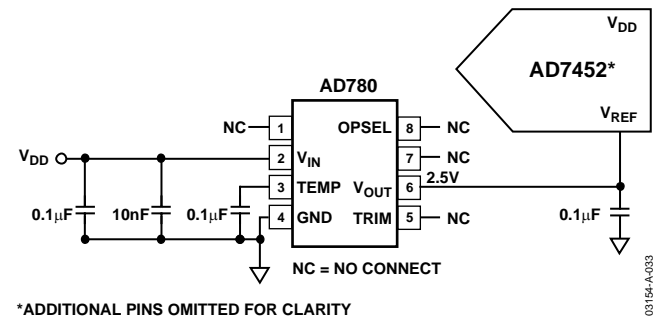 V_DD
AD7452*
V_REF
AD780
NC 1 OPSEL 8 NC
V_DD 2 V_IN 7 NC
3 TEMP V_OUT 6 2.5V
4 GND TRIM 5 NC
0.1μF 10nF 0.1μF 0.1μF
NC = NO CONNECT
*ADDITIONAL PINS OMITTED FOR CLARITY
03154-A-033